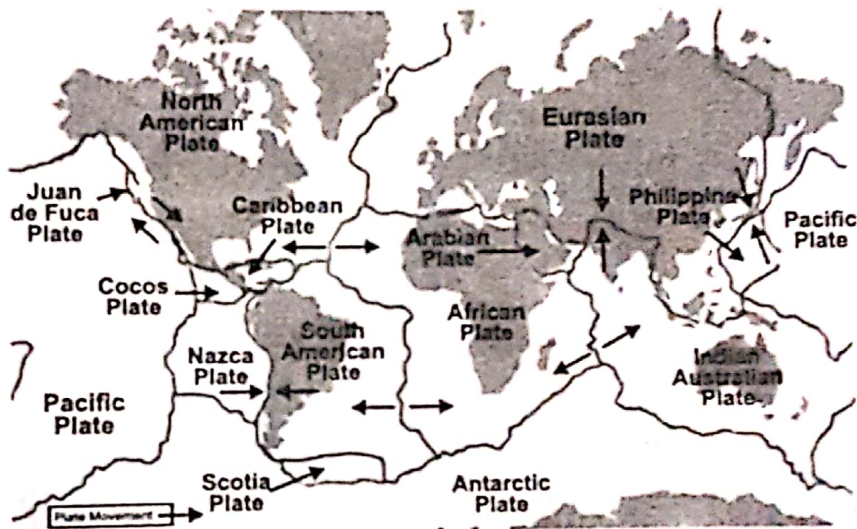 North
American
Plate
Eurasian
Plate
Juan
de Fuca
Plate
Caribbean
Plate
Philippine
Plate
Pacific
Plate
Arabian
Plate
Cocos
Plate
African
Plate
South
American
Plate
Nazca
Plate
Indian
Australian
Plate
Pacific
Plate
Scotia
Plate
Antarctic
Plate
Plate Movement